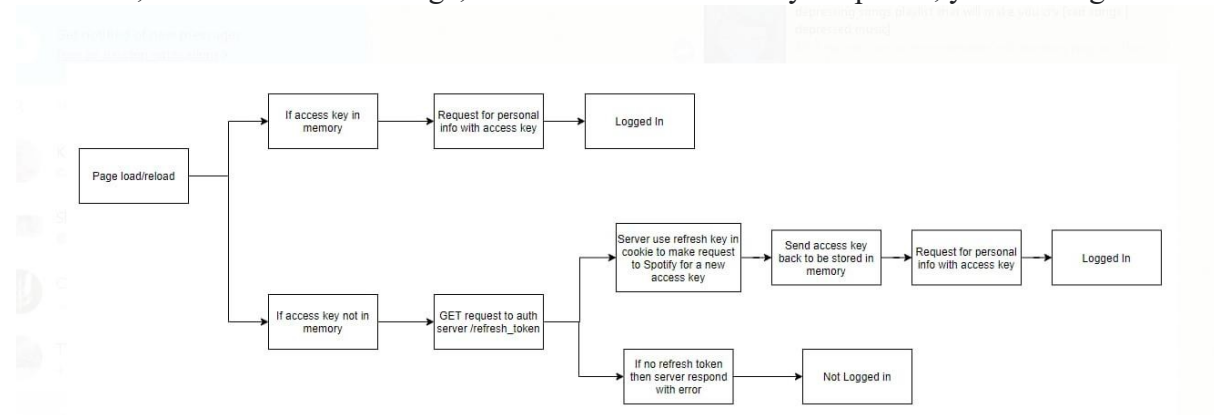 Page load/reload
If access key in
memory
Request for personal
info with access key
Logged In
If access key not in
memory
GET request to auth
server /refresh_token
Server use refresh key in
cookie to make request
to Spotify for a new
access key
Send access key
back to be stored in
memory
Request for personal
info with access key
Logged In
If no refresh token
then server respond
with error
Not Logged in